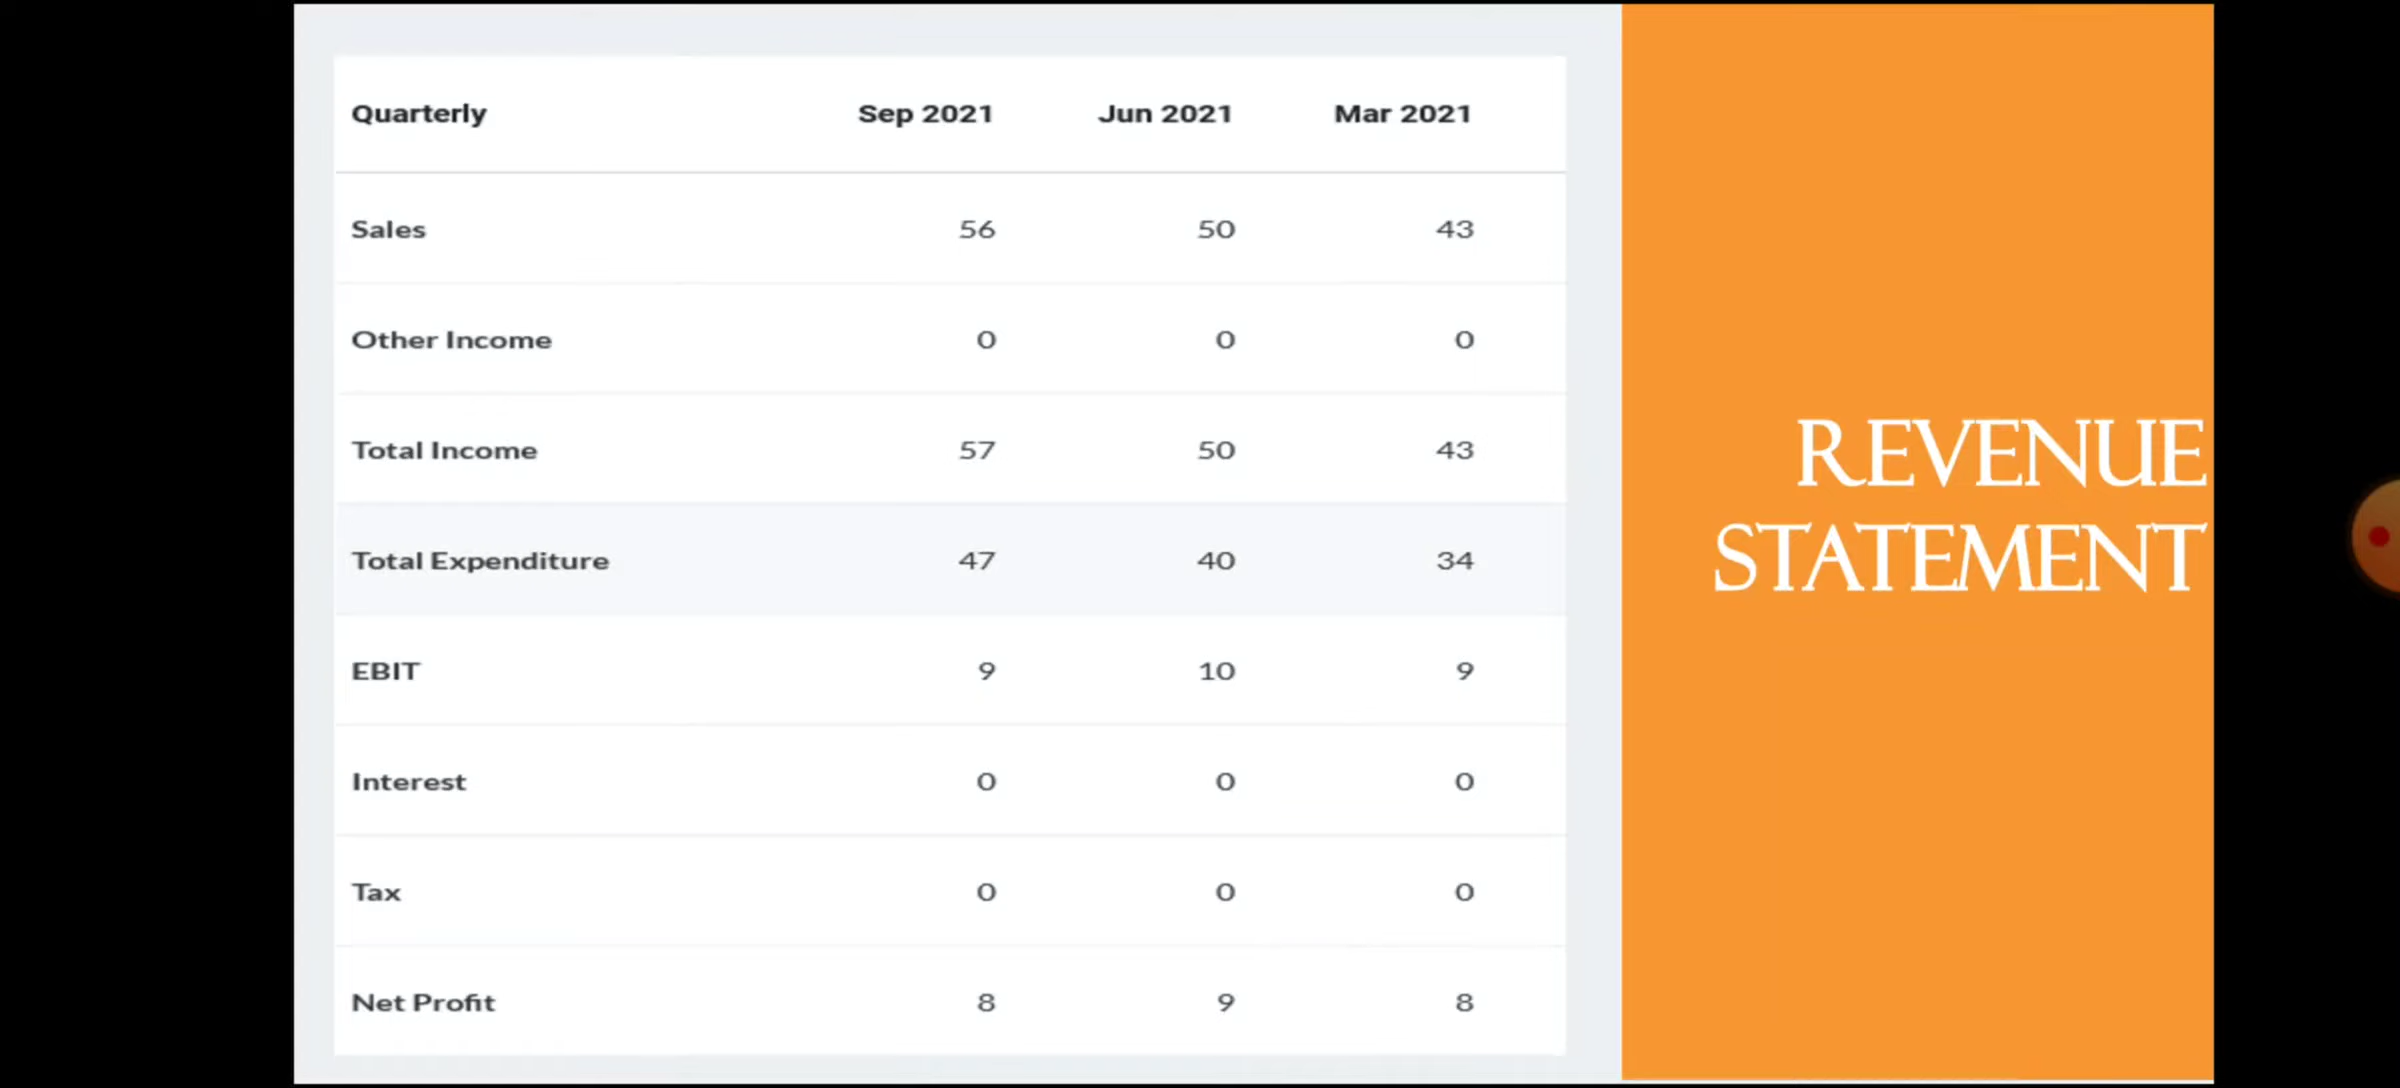 Quarterly Sep 2021 Jun 2021 Mar 2021
Sales 56 50 43
Other Income 0 0 0
Total Income 57 50 43
Total Expenditure 47 40 34
EBIT 9 10 9
Interest 0 0 0
Tax 0 0 0
Net Profit 8 9 8
REVENUE
STATEMENT